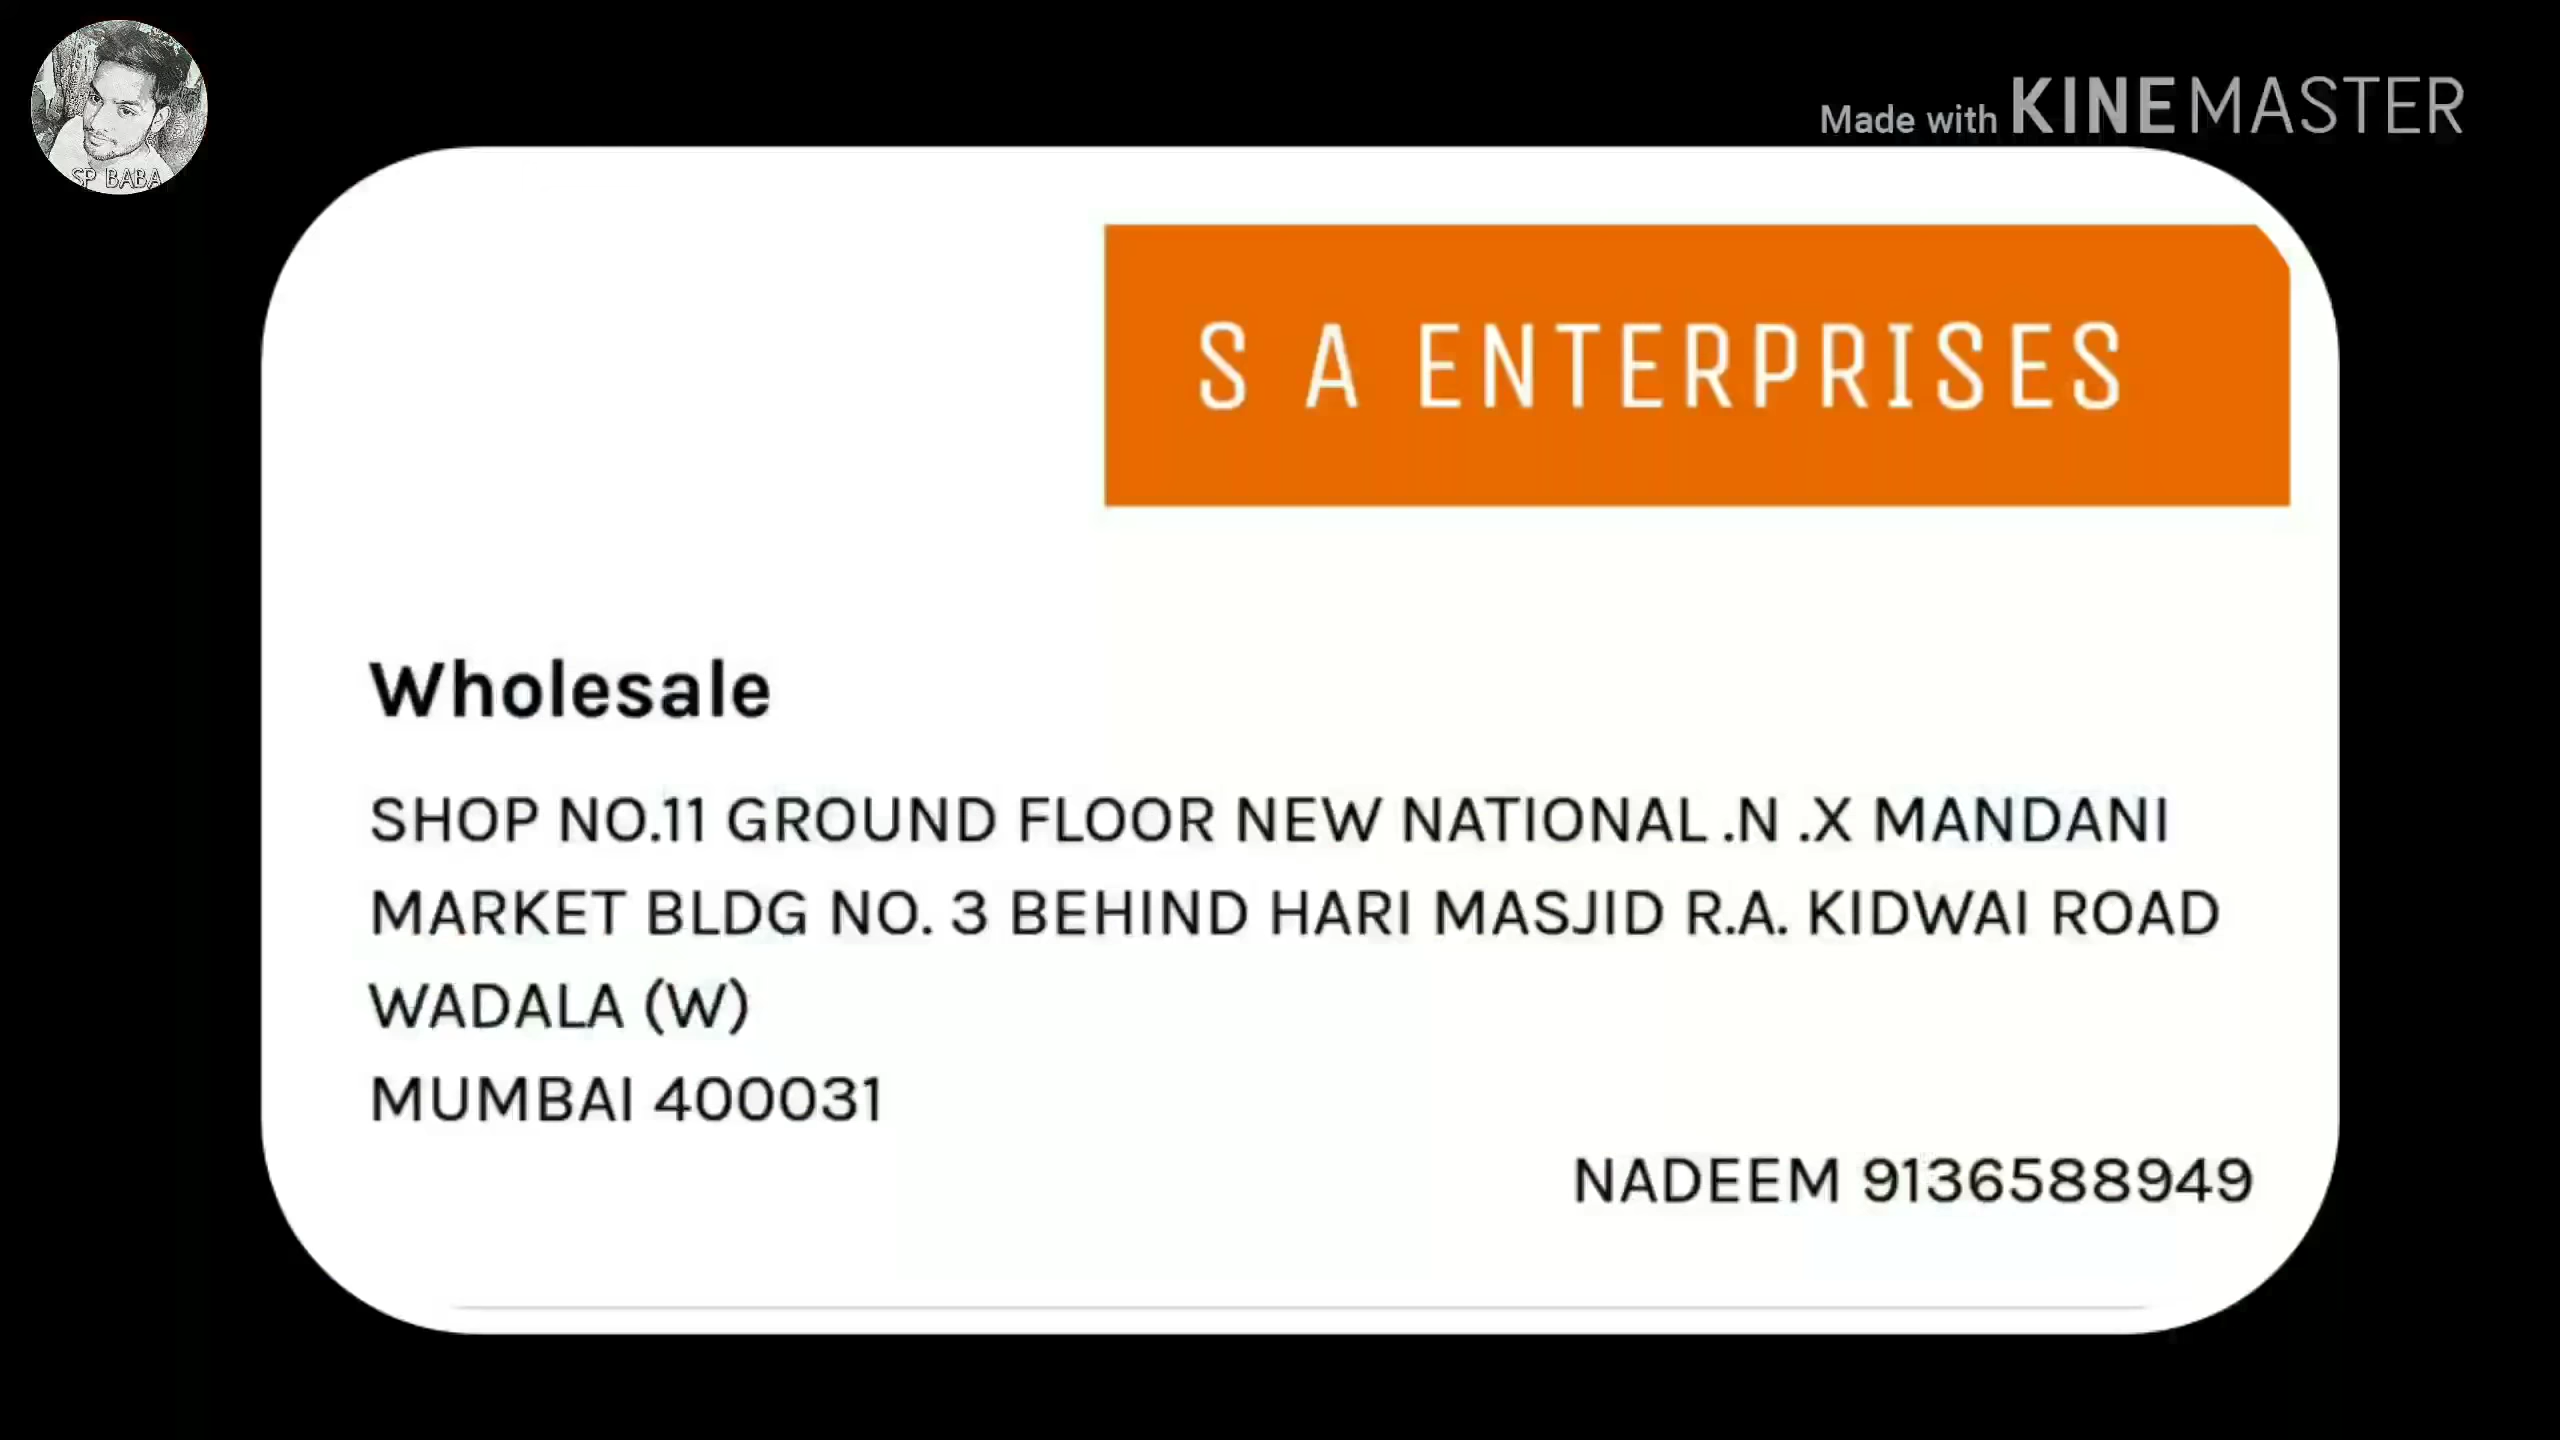 SP BABA
Made with KINEMASTER
S A ENTERPRISES
Wholesale
SHOP NO.11 GROUND FLOOR NEW NATIONAL .N .X MANDANI
MARKET BLDG NO. 3 BEHIND HARI MASJID R.A. KIDWAI ROAD
WADALA (W)
MUMBAI 400031
NADEEM 9136588949